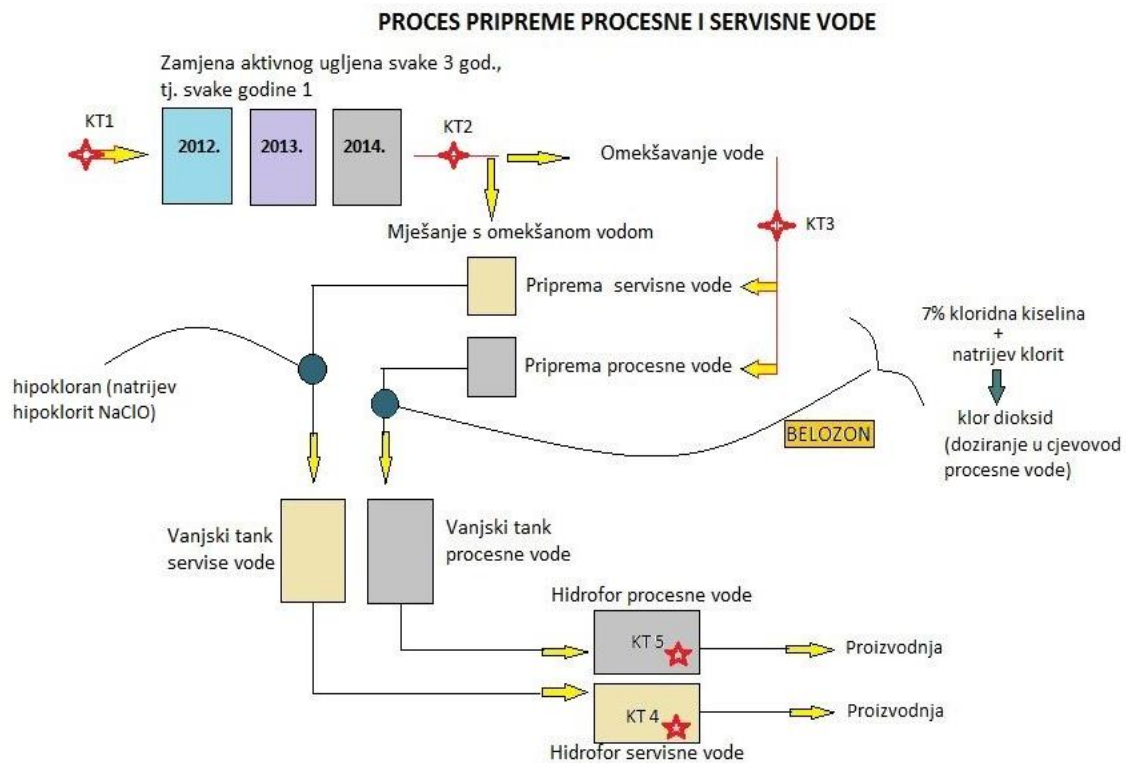 PROCES PRIPREME PROCESNE I SERVISNE VODE
Zamjena aktivnog ugljena svake 3 god.,
tj. svake godine 1
KT1
2012.
2013.
2014.
KT2
Omekšavanje vode
KT3
Mješanje s omekšanom vodom
Priprema servisne vode
Priprema procesne vode
7% kloridna kiselina
+
natrijev klorit
klor dioksid
(doziranje u cjevovod
procesne vode)
hipokloran (natrijev
hipoklorit NaClO)
BELOZON
Vanjski tank
servise vode
Vanjski tank
procesne vode
Hidrofor procesne vode
KT 5
Proizvodnja
KT 4
Proizvodnja
Hidrofor servisne vode